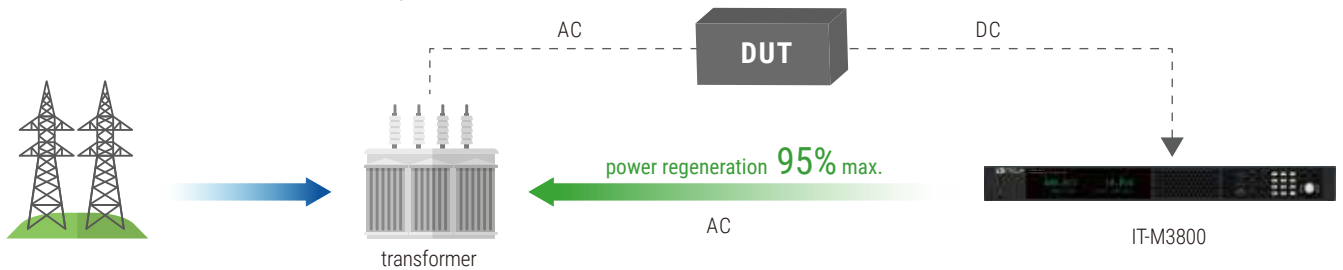 AC
DUT
DC
power regeneration 95% max.
AC
transformer
IT-M3800